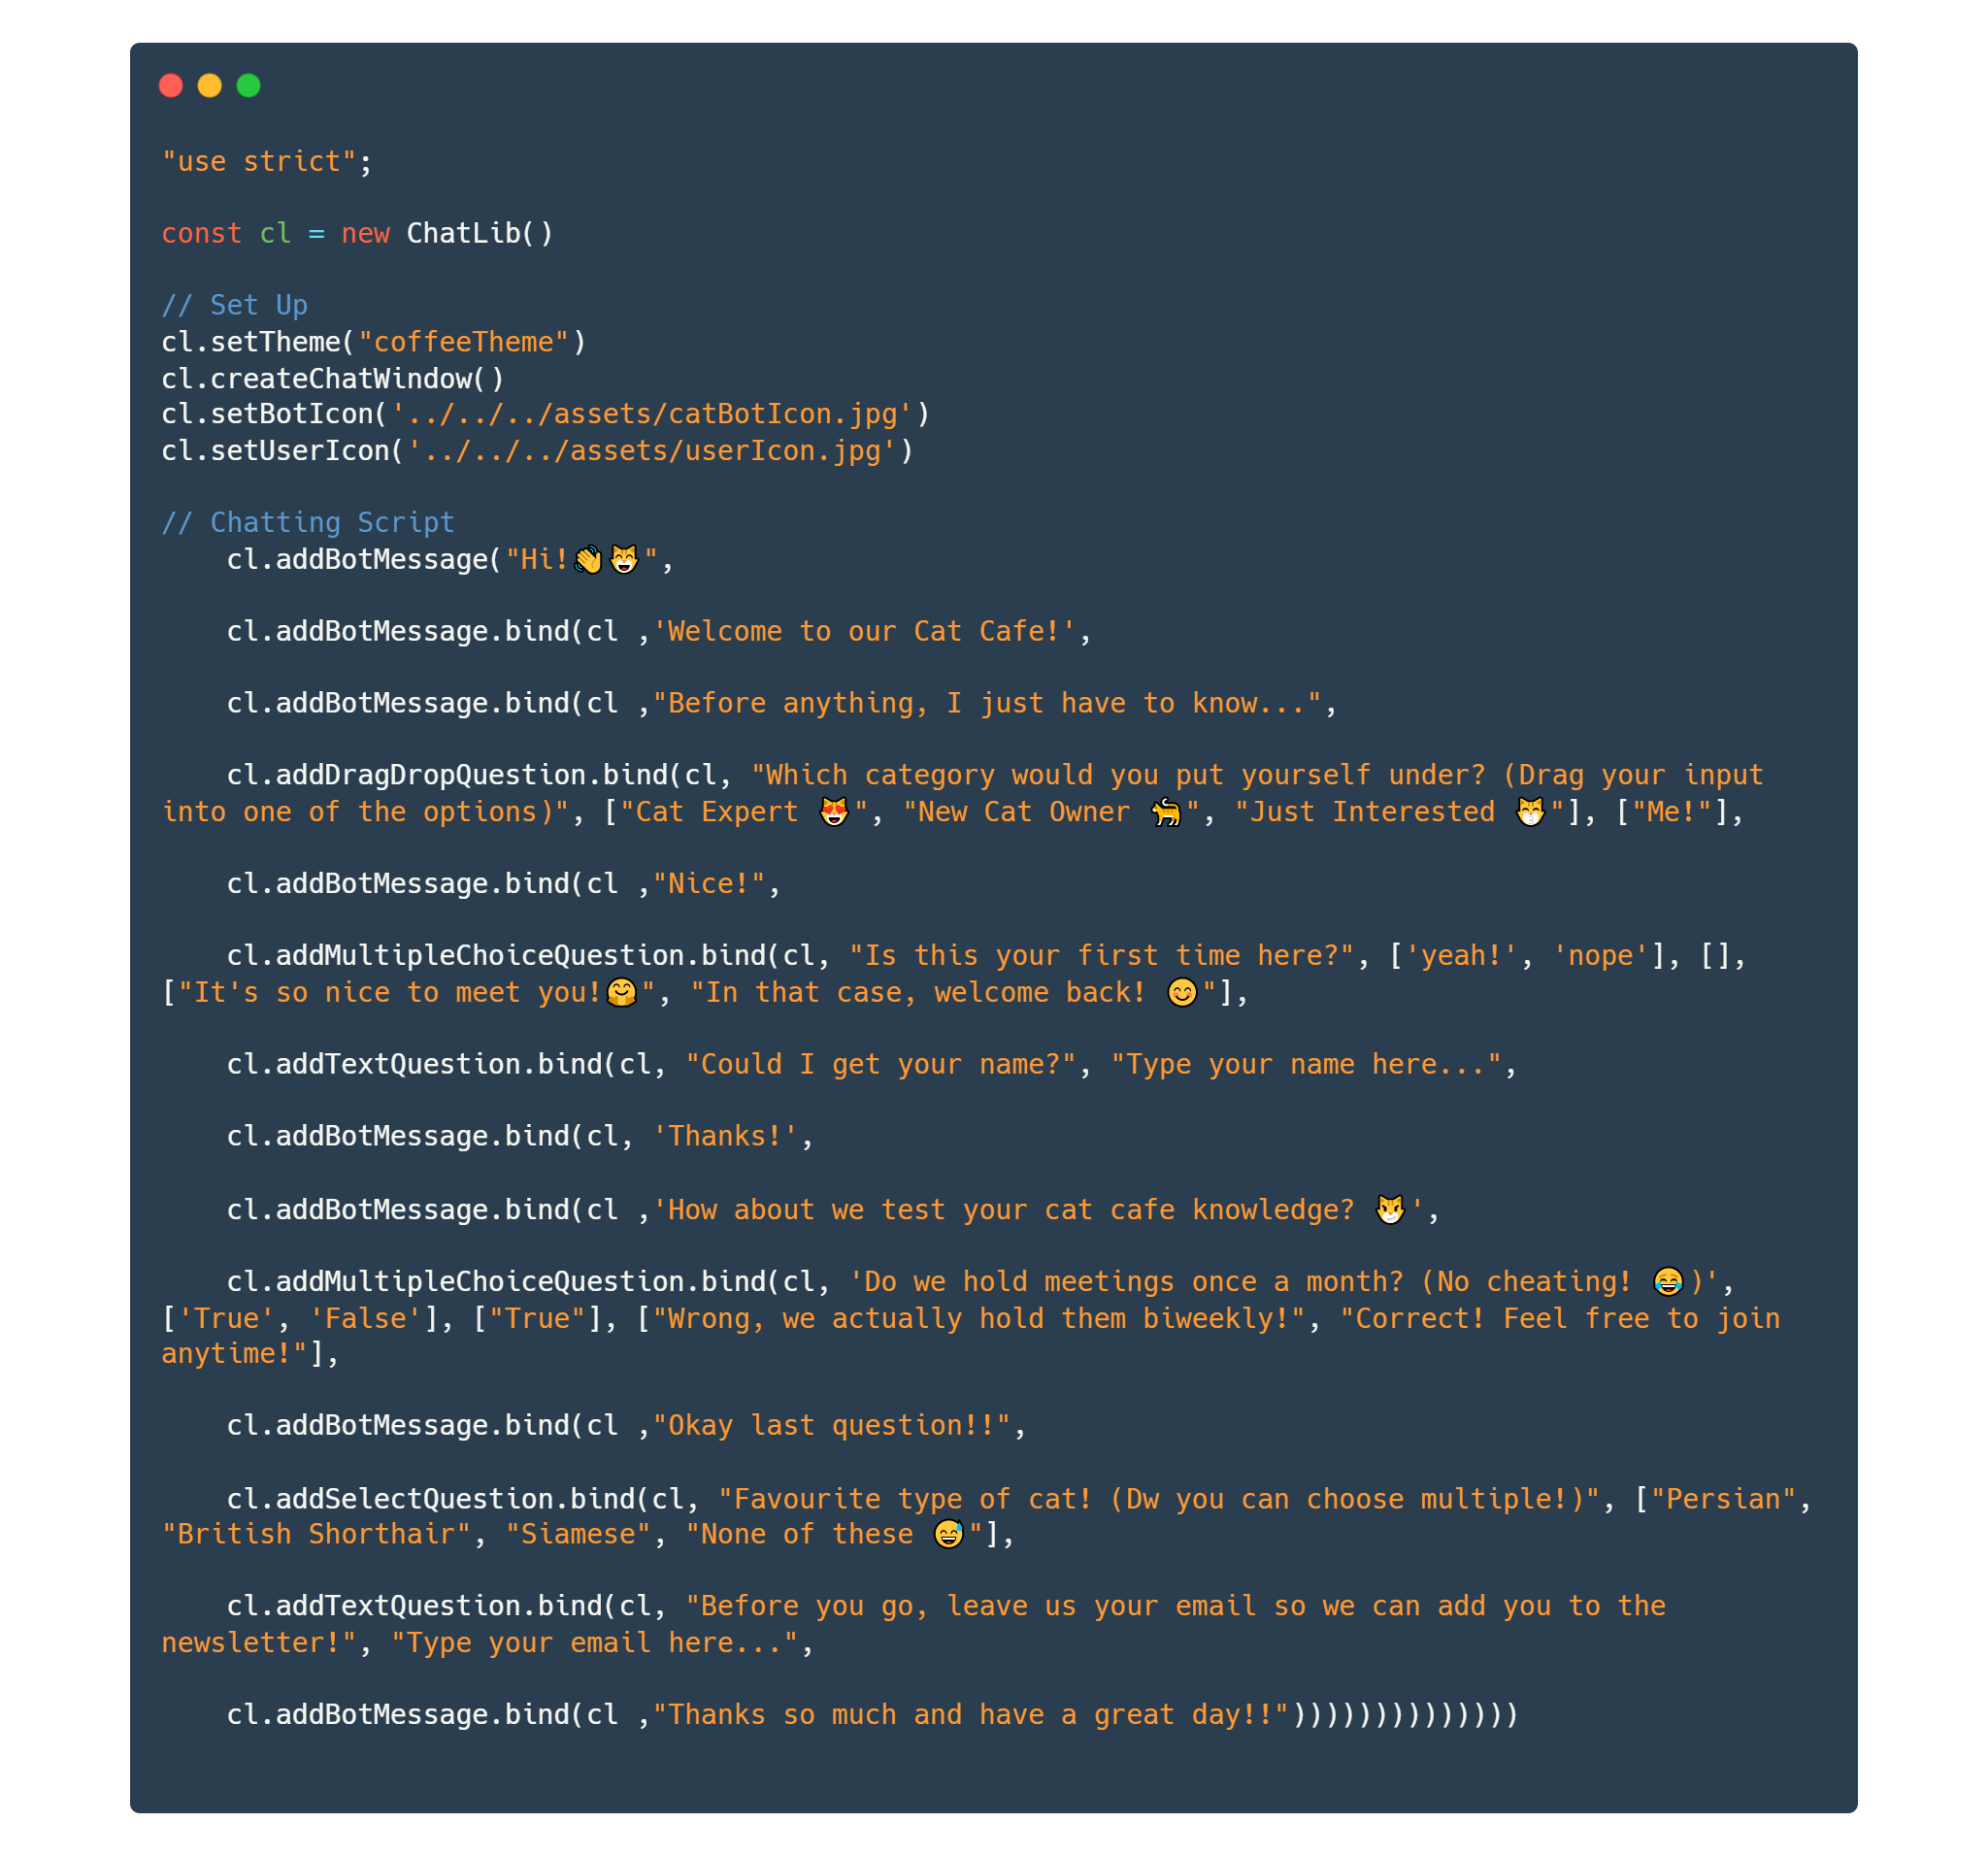 "use strict";

const cl = new ChatLib()

// Set Up
cl.setTheme("coffeeTheme")
cl.createChatWindow()
cl.setBotIcon('../../../assets/catBotIcon.jpg')
cl.setUserIcon('../../../assets/userIcon.jpg')

// Chatting Script
    cl.addBotMessage("Hi!👋😸",

    cl.addBotMessage.bind(cl ,'Welcome to our Cat Cafe!',

    cl.addBotMessage.bind(cl ,"Before anything, I just have to know...",

    cl.addDragDropQuestion.bind(cl, "Which category would you put yourself under? (Drag your input
into one of the options)", ["Cat Expert 😻", "New Cat Owner 🐈", "Just Interested 😽"], ["Me!"],

    cl.addBotMessage.bind(cl ,"Nice!",

    cl.addMultipleChoiceQuestion.bind(cl, "Is this your first time here?", ['yeah!', 'nope'], [],
["It's so nice to meet you!🤗", "In that case, welcome back! 😊"],

    cl.addTextQuestion.bind(cl, "Could I get your name?", "Type your name here...",

    cl.addBotMessage.bind(cl, 'Thanks!',

    cl.addBotMessage.bind(cl ,'How about we test your cat cafe knowledge? 😼',

    cl.addMultipleChoiceQuestion.bind(cl, 'Do we hold meetings once a month? (No cheating! 😂)',
['True', 'False'], ["True"], ["Wrong, we actually hold them biweekly!", "Correct! Feel free to join
anytime!"],

    cl.addBotMessage.bind(cl ,"Okay last question!!",

    cl.addSelectQuestion.bind(cl, "Favourite type of cat! (Dw you can choose multiple!)", ["Persian",
"British Shorthair", "Siamese", "None of these 😅"],

    cl.addTextQuestion.bind(cl, "Before you go, leave us your email so we can add you to the
newsletter!", "Type your email here...",

    cl.addBotMessage.bind(cl ,"Thanks so much and have a great day!!"))))))))))))))